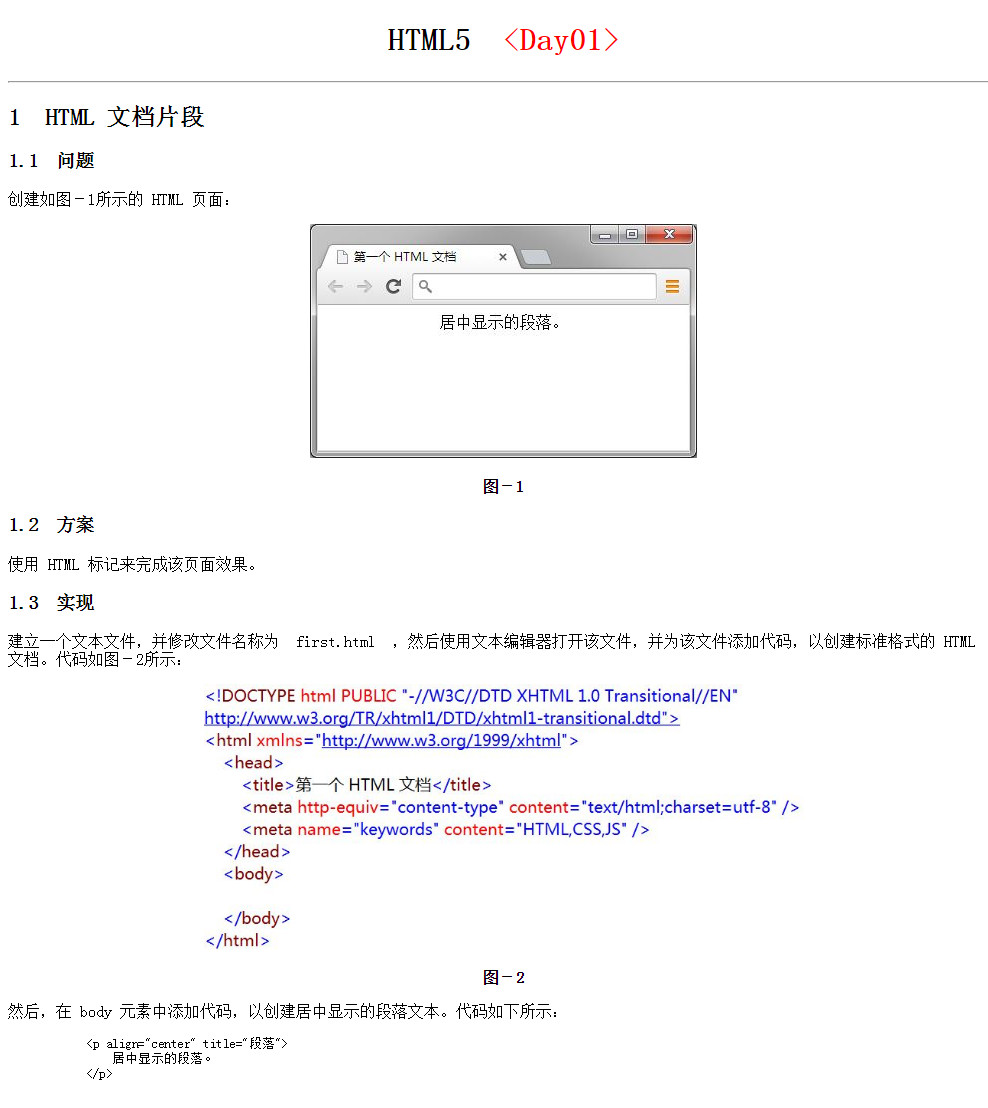 HTML5 <Day01>
1 HTML 文档片段
1.1 问题
创建如图－1所示的 HTML 页面：
第一个 HTML 文档
居中显示的段落。
图－1
1.2 方案
使用 HTML 标记来完成该页面效果。
1.3 实现
建立一个文本文件，并修改文件名称为 first.html ，然后使用文本编辑器打开该文件，并为该文件添加代码，以创建标准格式的 HTML
文档。代码如图－2所示：
<!DOCTYPE html PUBLIC "-//W3C//DTD XHTML 1.0 Transitional//EN"
http://www.w3.org/TR/xhtml1/DTD/xhtml1-transitional.dtd">
<html xmlns="http://www.w3.org/1999/xhtml">
<head>
<title>第一个 HTML 文档</title>
<meta http-equiv="content-type" content="text/html;charset=utf-8" />
<meta name="keywords" content="HTML,CSS,JS" />
</head>
<body>
</body>
</html>
图－2
然后，在 body 元素中添加代码，以创建居中显示的段落文本。代码如下所示：
<p align="center" title="段落">
居中显示的段落。
</p>